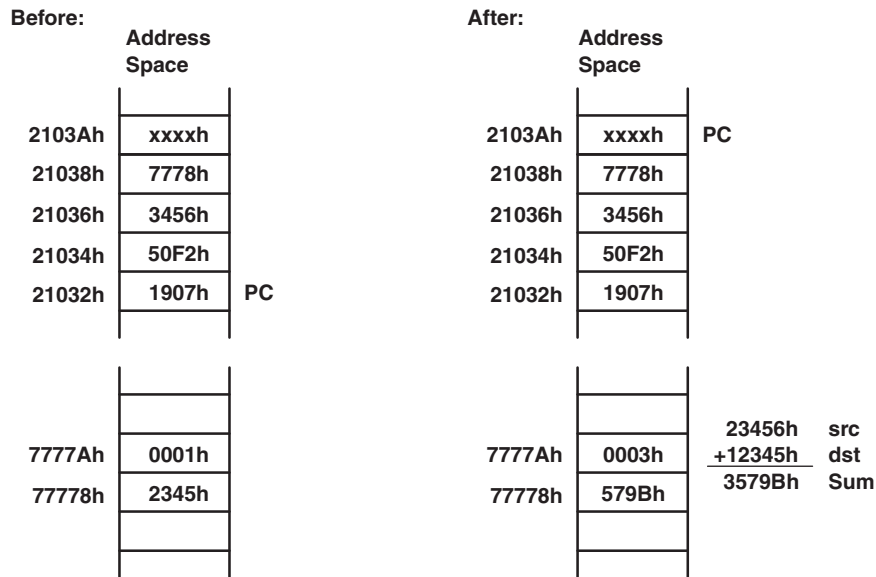 Before:
Address
Space
2103Ah xxxxh
21038h 7778h
21036h 3456h
21034h 50F2h
21032h 1907h PC
7777Ah 0001h
77778h 2345h
After:
Address
Space
2103Ah xxxxh PC
21038h 7778h
21036h 3456h
21034h 50F2h
21032h 1907h
7777Ah 0003h
77778h 579Bh
23456h src
+12345h dst
3579Bh Sum